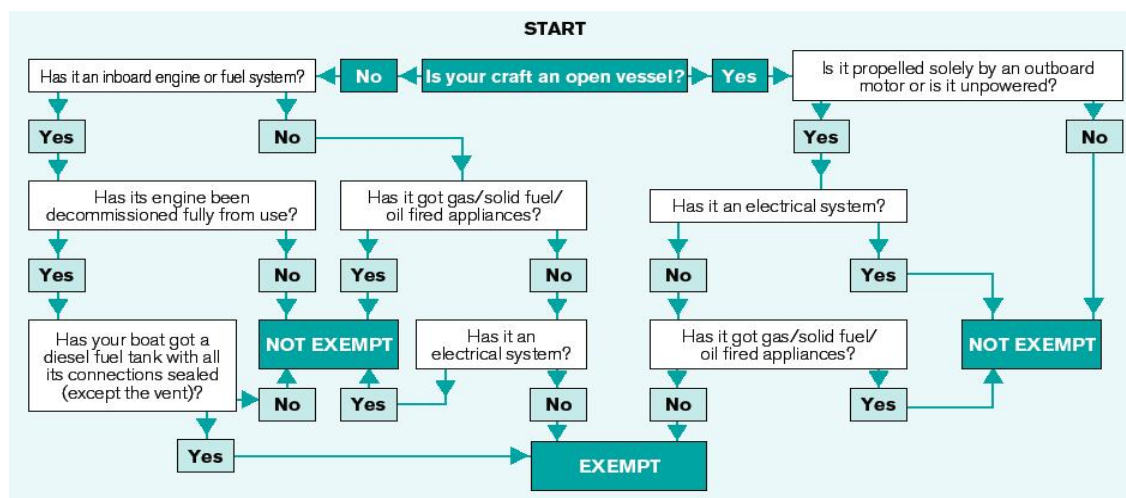 START
Has it an inboard engine or fuel system?
No
Is your craft an open vessel?
Yes
Is it propelled solely by an outboard
motor or is it unpowered?
Yes
No
Yes
No
Has its engine been
decommissioned fully from use?
Has it got gas/solid fuel/
oil fired appliances?
Has it an electrical system?
Yes
No
Yes
No
No
Yes
Has your boat got a
diesel fuel tank with all
its connections sealed
(except the vent)?
NOT EXEMPT
Has it an
electrical system?
Has it got gas/solid fuel/
oil fired appliances?
NOT EXEMPT
No
Yes
No
No
Yes
Yes
EXEMPT